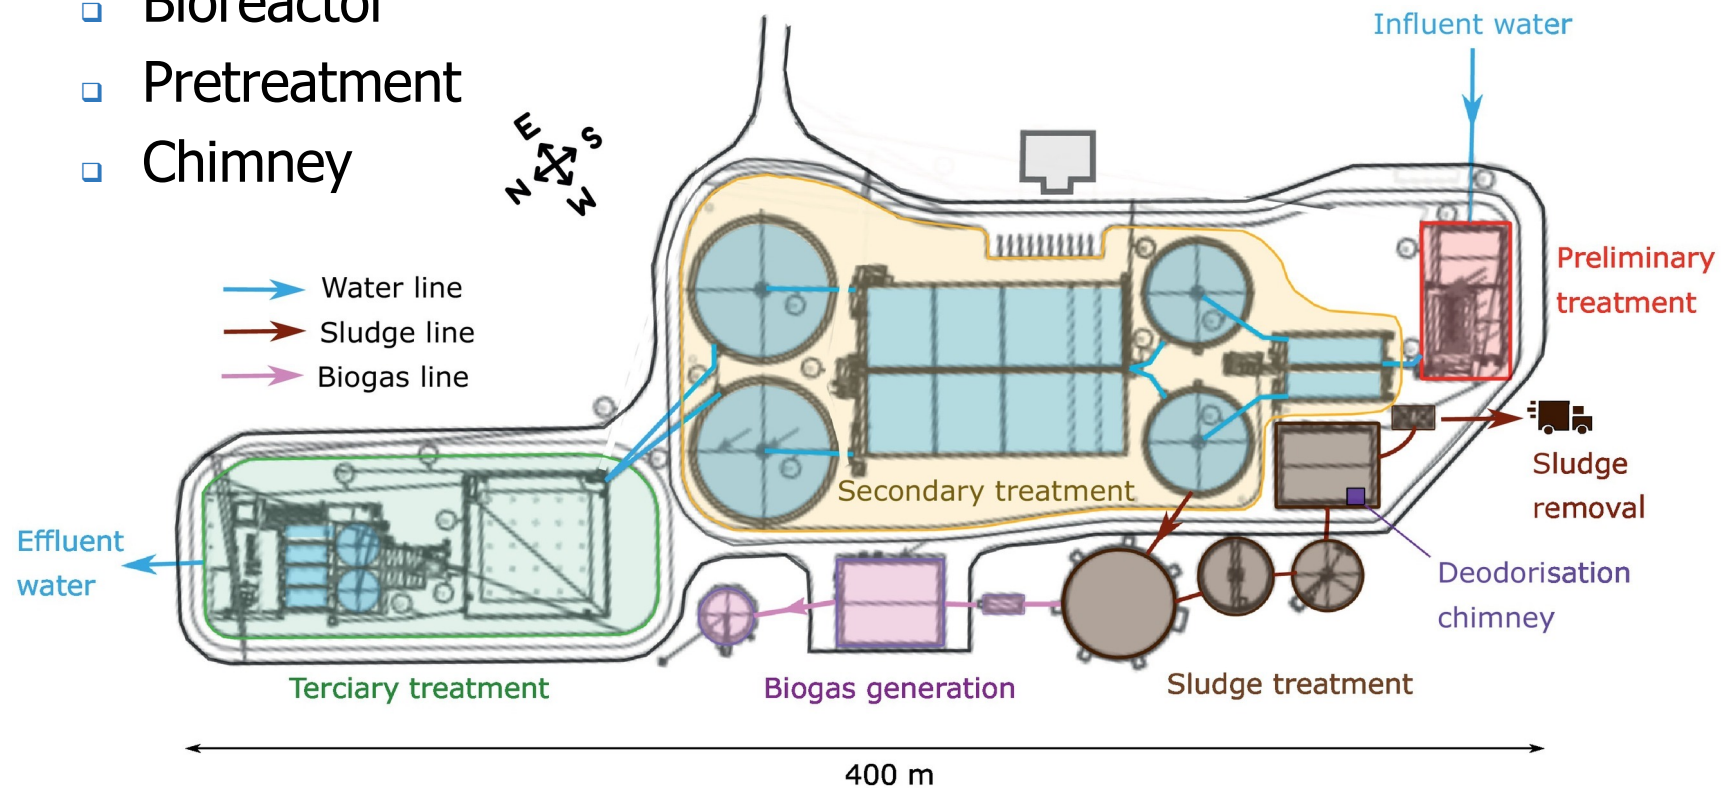 Bioreactor
Pretreatment
Chimney
E
S
N
W
Influent water
Water line
Sludge line
Biogas line
Preliminary
treatment
Secondary treatment
Sludge
removal
Effluent
water
Deodorisation
chimney
Terciary treatment
Biogas generation
Sludge treatment
400 m